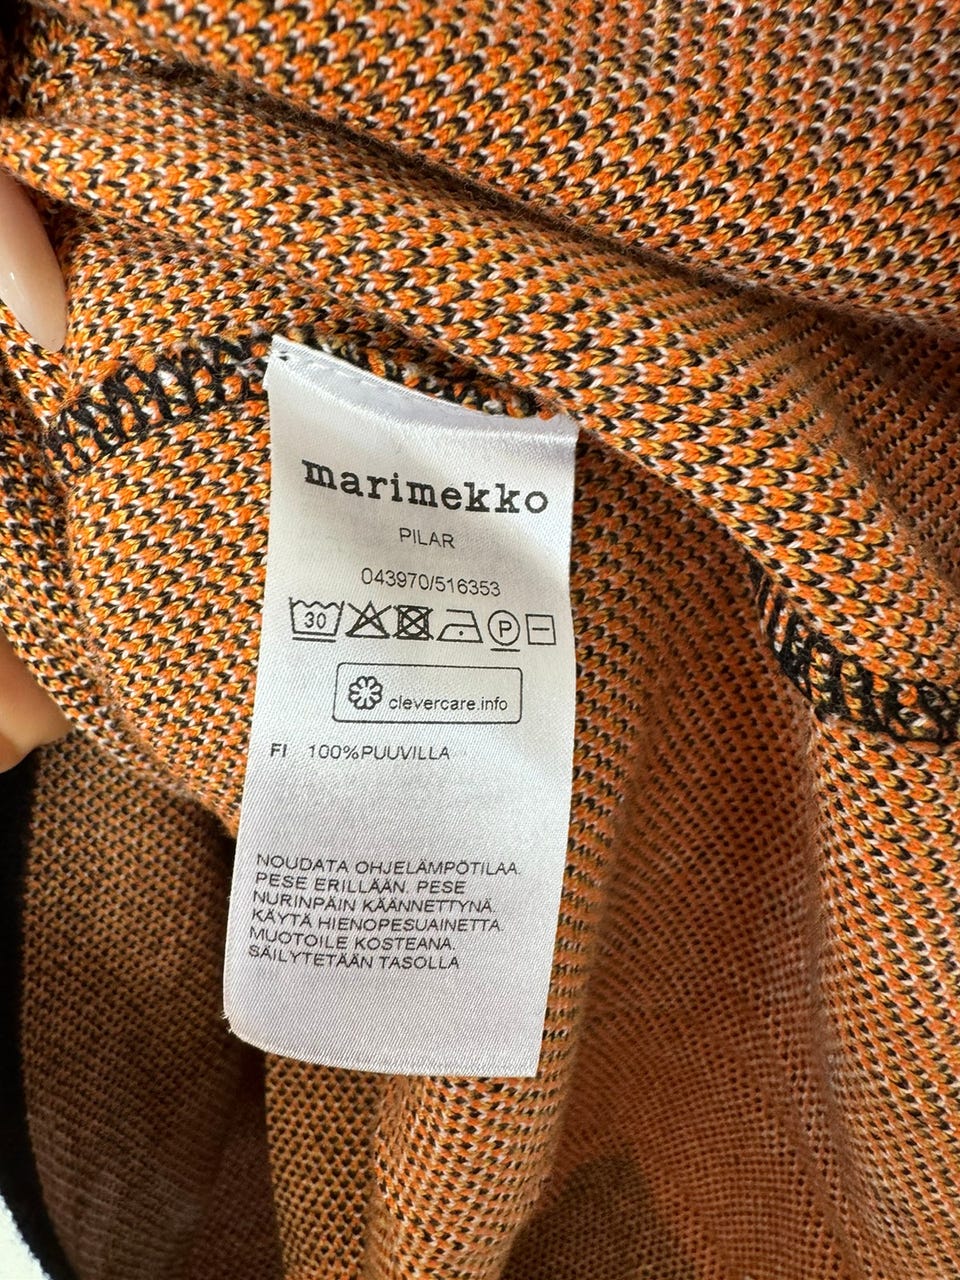 marimekko
PILAR
043970/516353
30 P
clevercare.info
FI 100%PUUVILLA
NOUDATA OHJELÄMPÖTILAA.
PESE ERILLÄÄN. PESE
NURINPÄIN KÄÄNNETTYNÄ.
KÄYTÄ HIENOPESUAINETTA.
MUOTOILE KOSTEANA.
SÄILYTETÄÄN TASOLLA